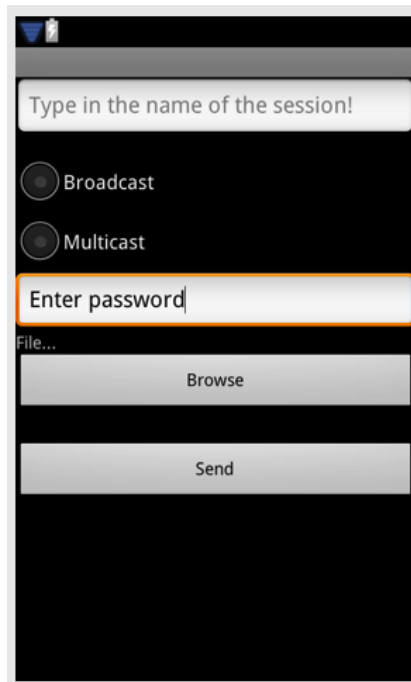 Type in the name of the session!
Broadcast
Multicast
Enter password
File...
Browse
Send